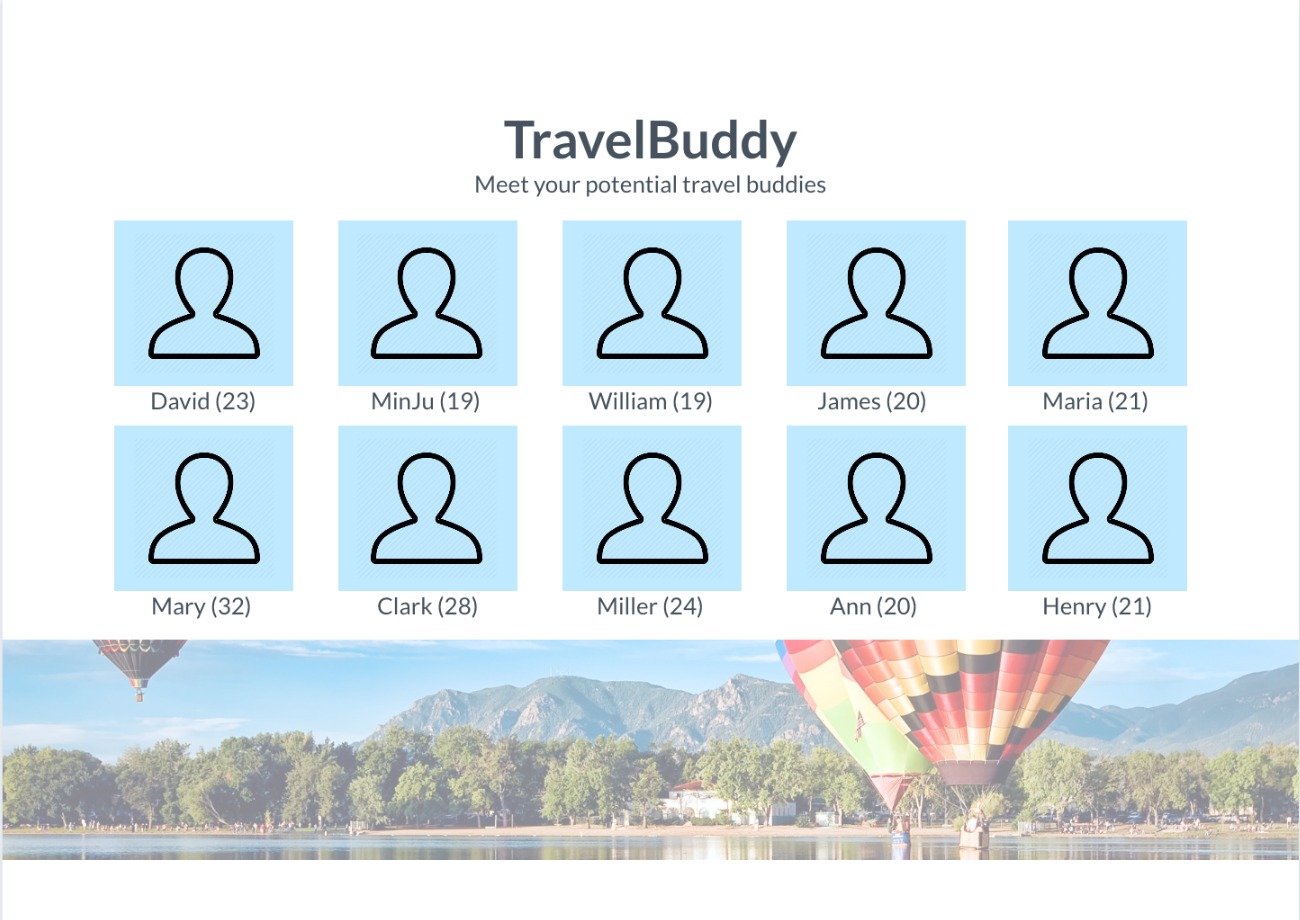 TravelBuddy
Meet your potential travel buddies
David (23) MinJu (19) William (19) James (20) Maria (21)
Mary (32) Clark (28) Miller (24) Ann (20) Henry (21)